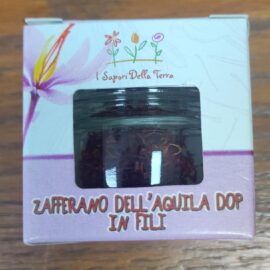 I Sapori Della Terra
ZAFFERANO DELL'AQUILA DOP
IN FILI